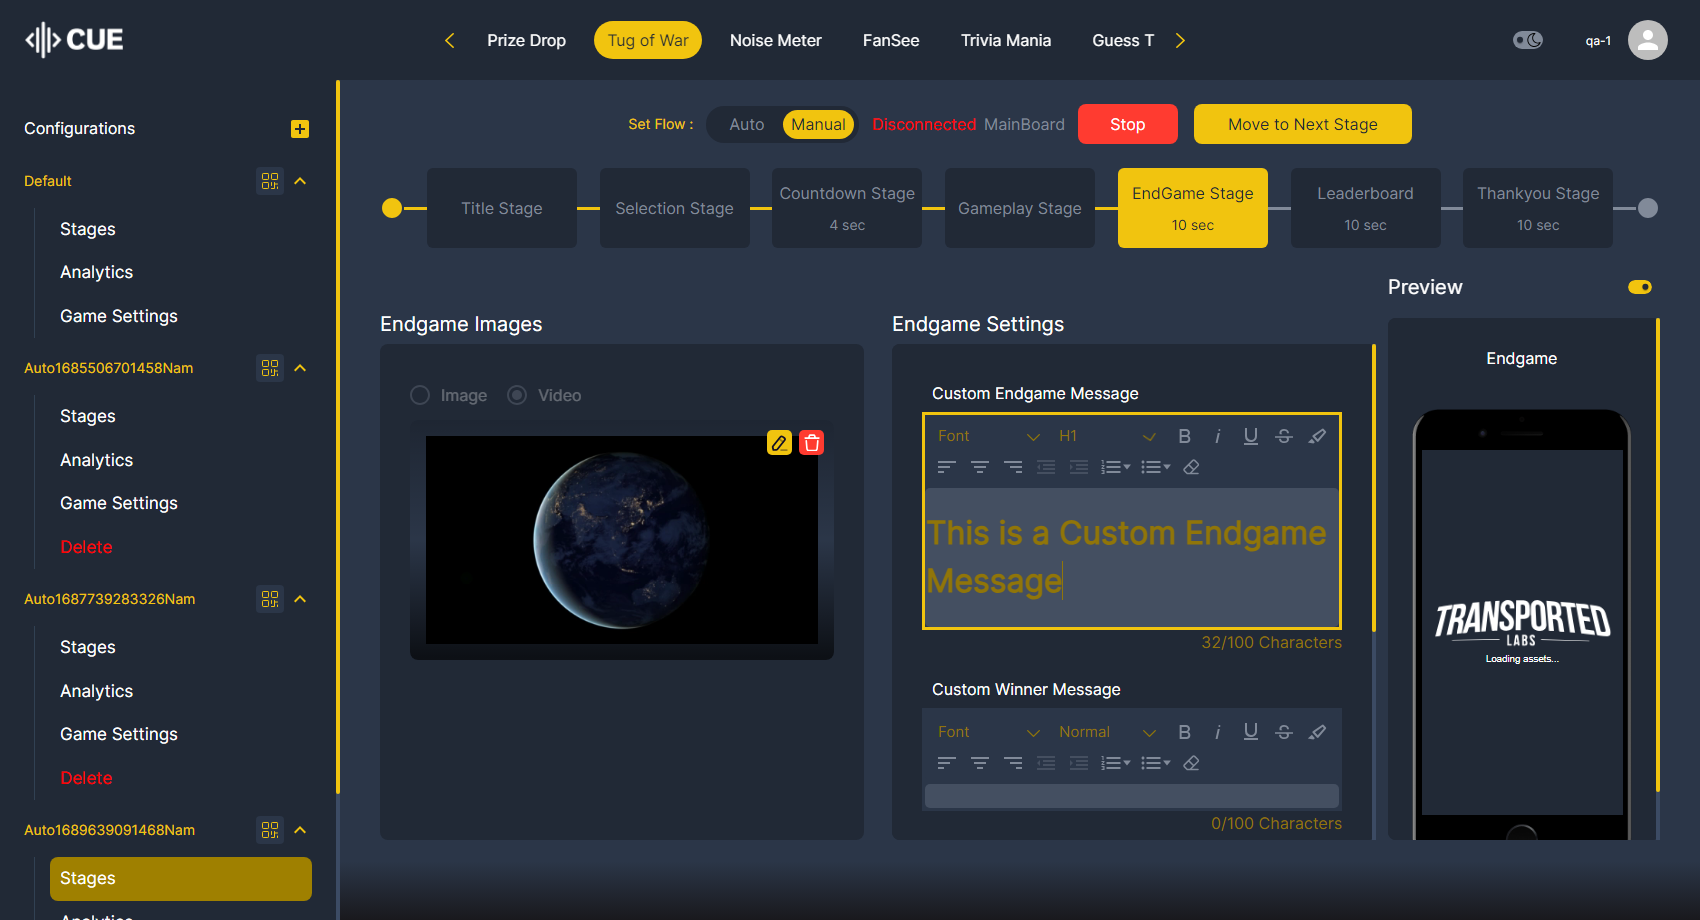 CUE
Prize Drop
Tug of War
Noise Meter
FanSee
Trivia Mania
Guess T
qa-1
Configurations
Default
Stages
Analytics
Game Settings
Auto1685506701458Nam
Stages
Analytics
Game Settings
Delete
Auto1687739283326Nam
Stages
Analytics
Game Settings
Delete
Auto1689639091468Nam
Stages
Analytics
Set Flow :
Auto
Manual
Disconnected MainBoard
Stop
Move to Next Stage
Title Stage
Selection Stage
Countdown Stage
4 sec
Gameplay Stage
EndGame Stage
10 sec
Leaderboard
10 sec
Thankyou Stage
10 sec
Endgame Images
Image
Video
Endgame Settings
Custom Endgame Message
Font
H1
B
i
U
S
This is a Custom Endgame
Message
32/100 Characters
Custom Winner Message
Font
Normal
B
i
U
S
0/100 Characters
Preview
Endgame
TRANSPORTED
LABS
Loading assets...